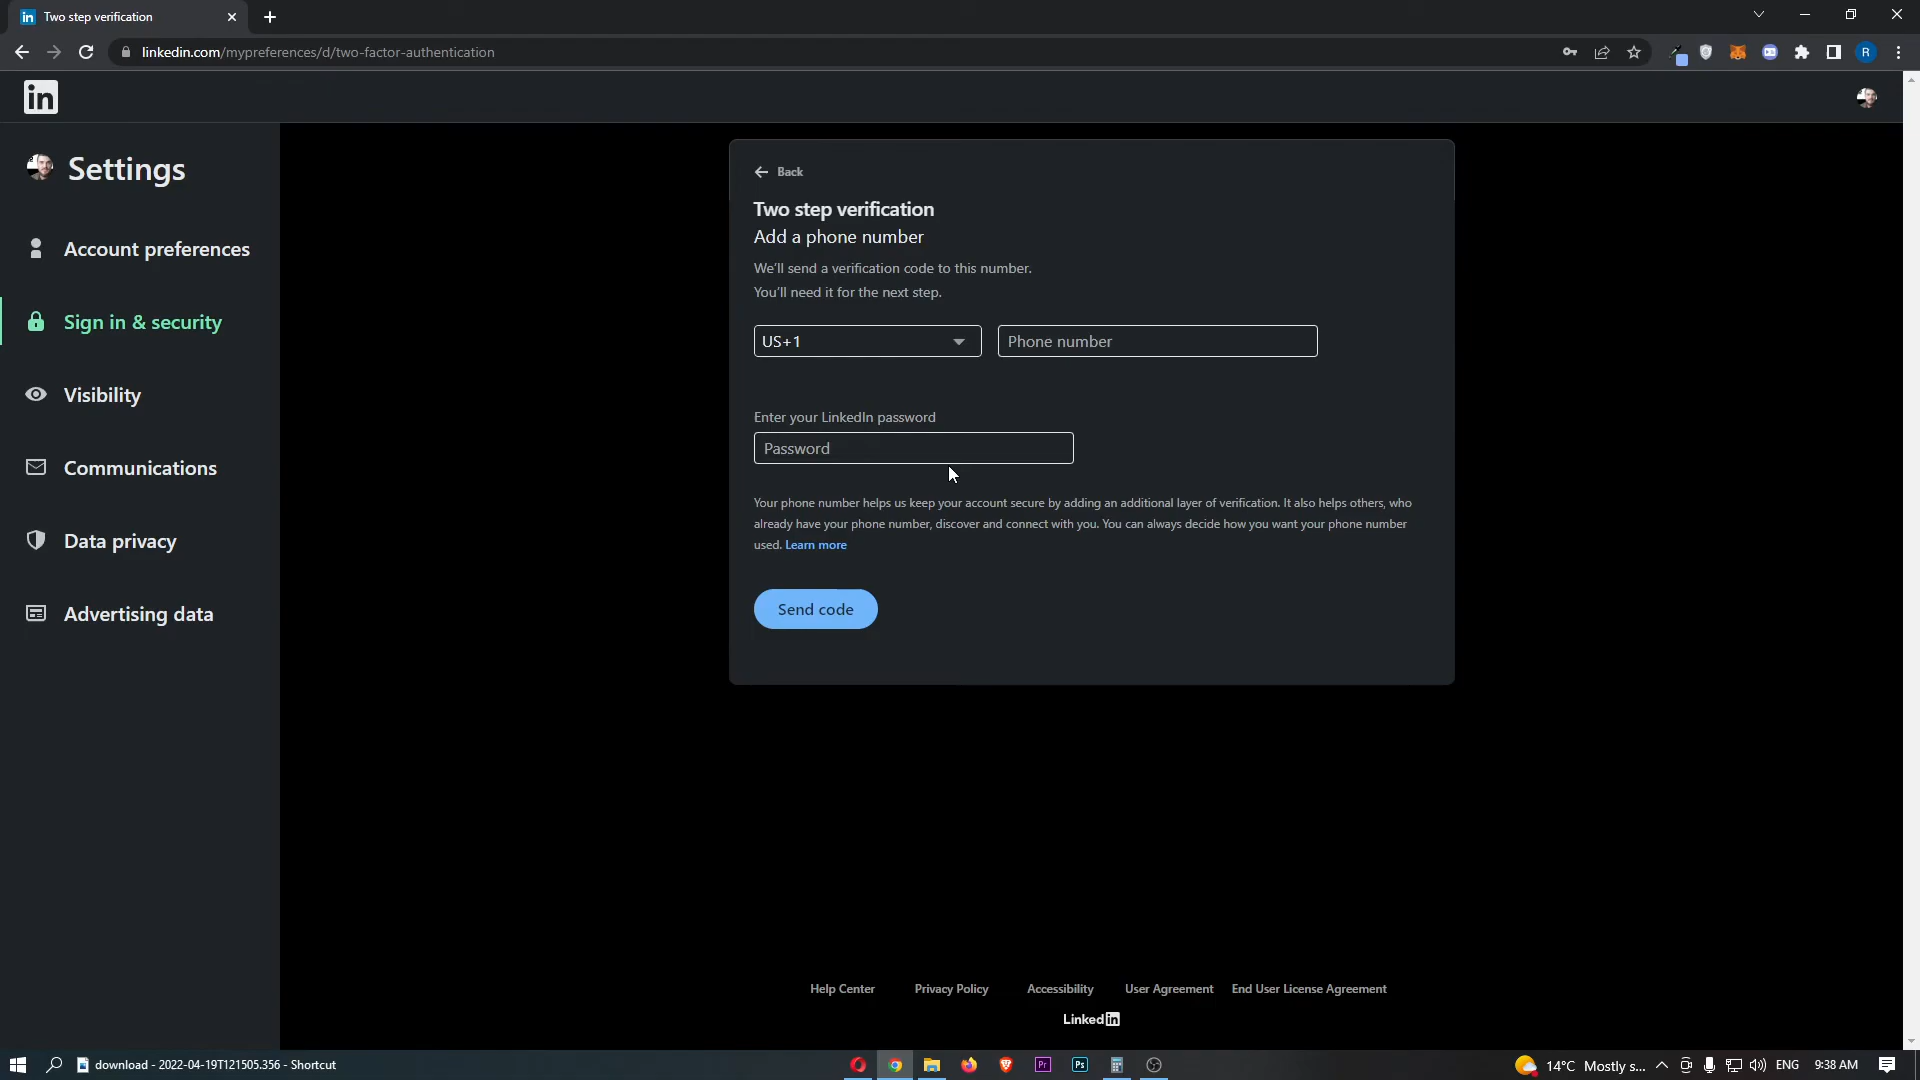 Two step verification
linkedin.com/mypreferences/d/two-factor-authentication
R
in
Settings
Account preferences
Sign in & security
Visibility
Communications
Data privacy
Advertising data
Back
Two step verification
Add a phone number
We'll send a verification code to this number.
You'll need it for the next step.
US+1
Phone number
Enter your LinkedIn password
Password
Your phone number helps us keep your account secure by adding an additional layer of verification. It also helps others, who
already have your phone number, discover and connect with you. You can always decide how you want your phone number
used. Learn more
Send code
Help Center Privacy Policy Accessibility User Agreement End User License Agreement
Linked in
download - 2022-04-19T121505.356 - Shortcut
Pr
Ps
14°C Mostly s...
ENG
9:38 AM